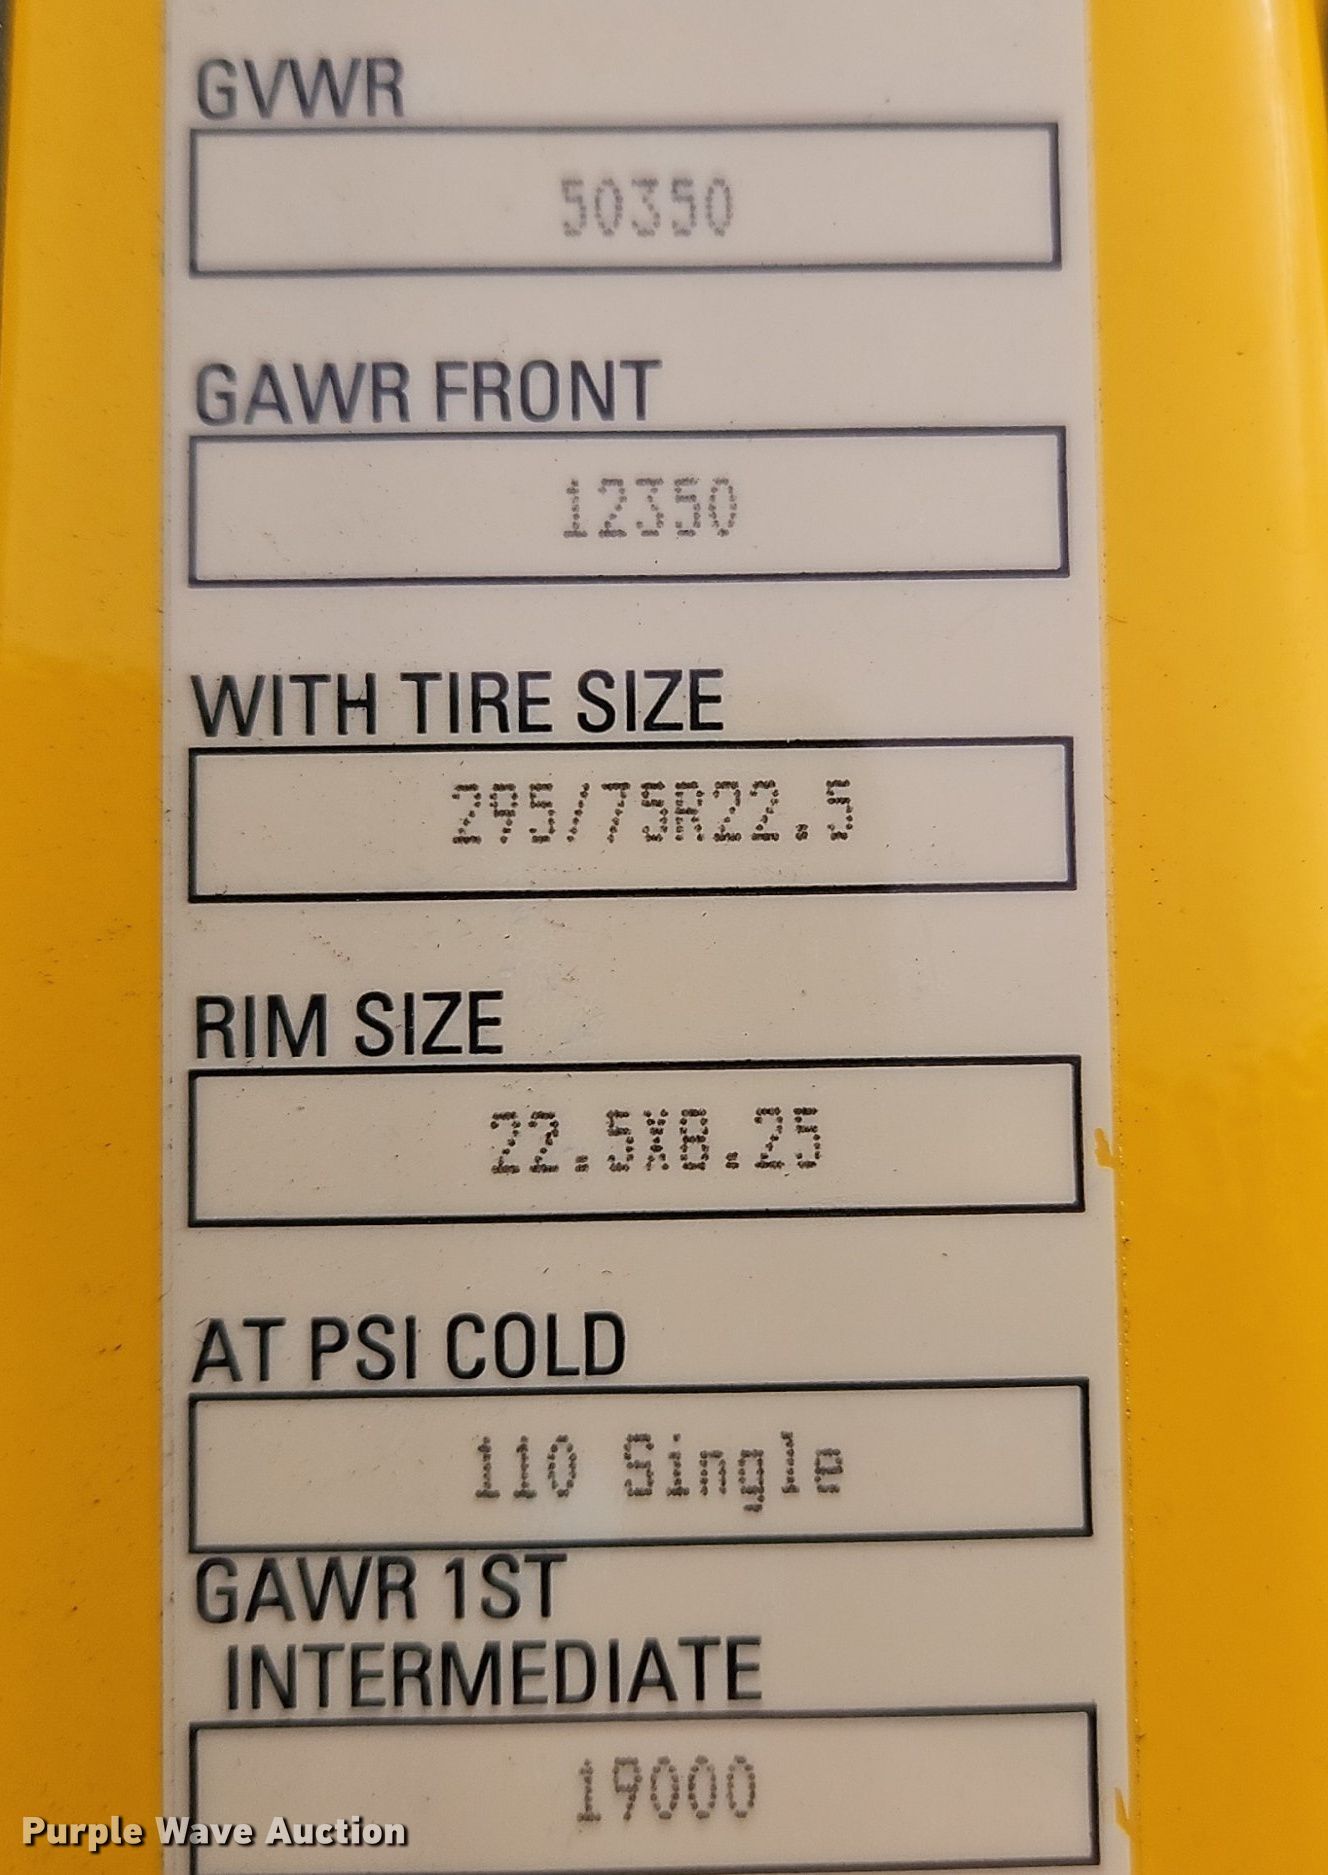 GVWR
50350
GAWR FRONT
12350
WITH TIRE SIZE
295/75R22.5
RIM SIZE
22.5X8.25
AT PSI COLD
110 Single
GAWR 1ST
INTERMEDIATE
19000
Purple Wave Auction